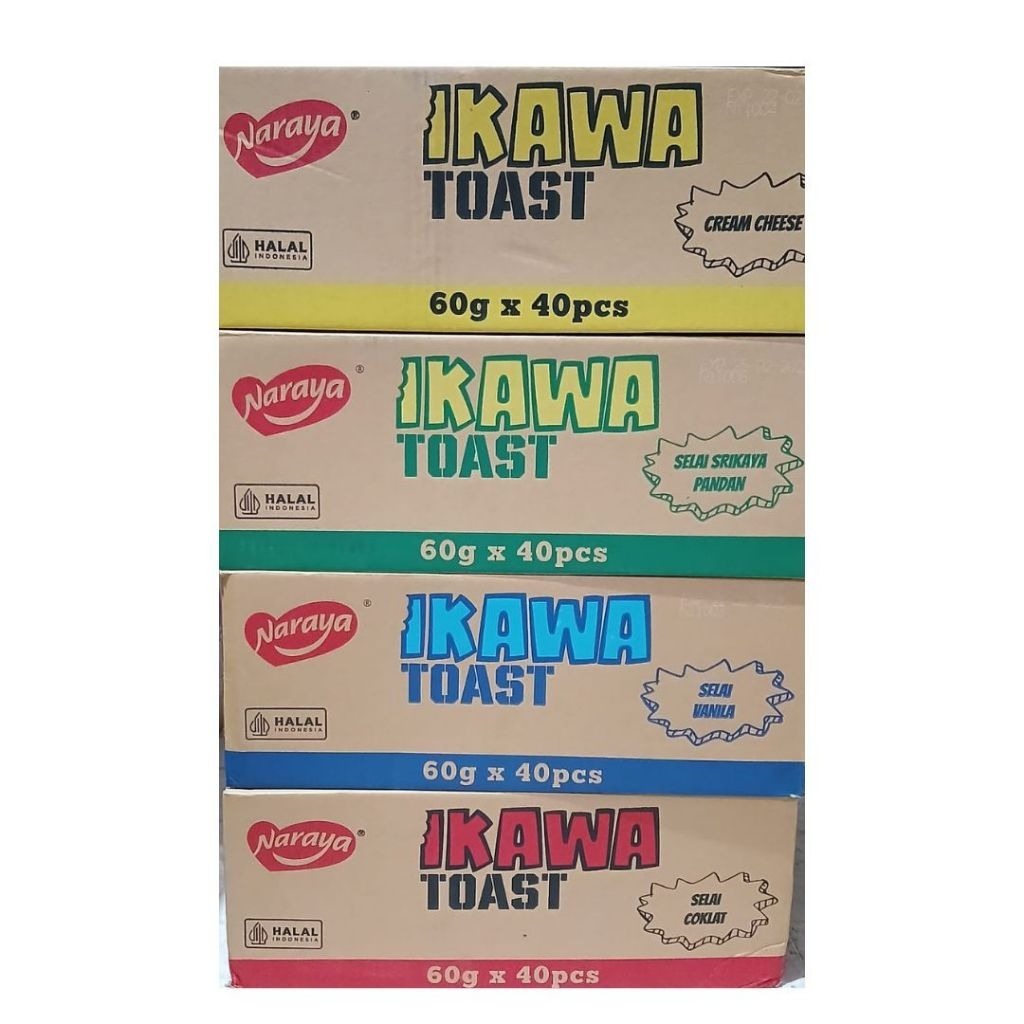 Naraya®
IKAWA
TOAST
CREAM CHEESE
HALAL
INDONESIA
60g x 40pcs
Naraya®
IKAWA
TOAST
SELAI SRIKAYA
PANDAN
HALAL
INDONESIA
60g x 40pcs
Naraya®
IKAWA
TOAST
SELAI
VANILA
HALAL
INDONESIA
60g x 40pcs
Naraya®
IKAWA
TOAST
SELAI
COKLAT
HALAL
INDONESIA
60g x 40pcs